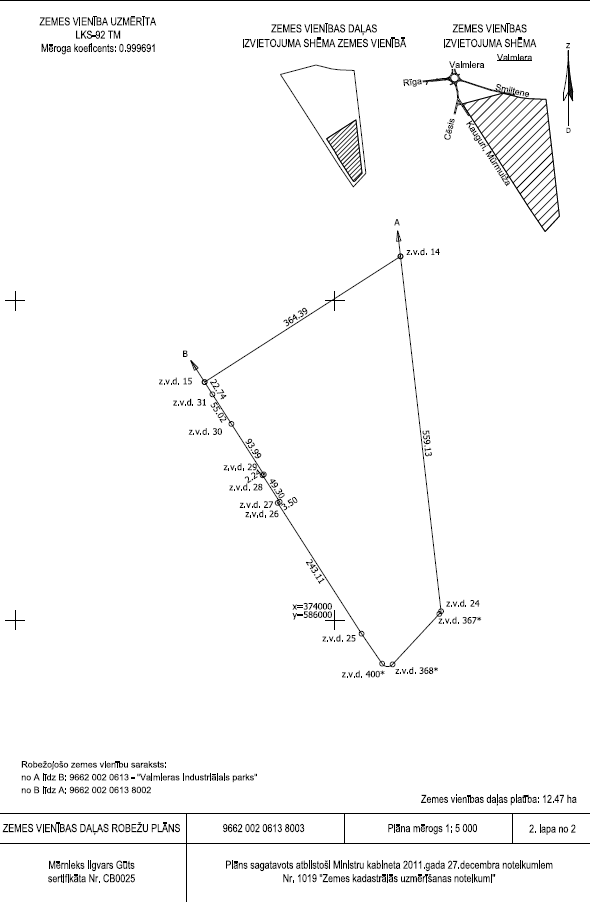 ZEMES VIENĪBA UZMĒRĪTA
LKS-92 TM
Mēroga koeficents: 0.999691
ZEMES VIENĪBAS DAĻAS
IZVIETOJUMA SHĒMA ZEMES VIENĪBĀ
ZEMES VIENĪBAS
IZVIETOJUMA SHĒMA
Valmiera
Valmiera
Rīga
Smiltene
Cēsis
Kauguri, Mūrmuiža
Z
D
A
z.v.d. 14
364.39
B
z.v.d. 15
22.74
z.v.d. 31
55.02
z.v.d. 30
93.99
559.13
z.v.d. 29
z.v.d. 28
49.30
z.v.d. 27
z.v.d. 26
243.11
x=374000
y=586000
z.v.d. 24
z.v.d. 367*
z.v.d. 25
z.v.d. 400*
z.v.d. 368*
Robežojošo zemes vienību saraksts:
no A līdz B: 9662 002 0613 - "Valmieras Industriālais parks"
no B līdz A: 9662 002 0613 8002
Zemes vienības daļas platība: 12.47 ha
ZEMES VIENĪBAS DAĻAS ROBEŽU PLĀNS
9662 002 0613 8003
Plāna mērogs 1: 5 000
2. lapa no 2
Mērnieks Ilgvars Gūts
sertifikāta Nr. CB0025
Plāns sagatavots atbilstoši Ministru kabineta 2011.gada 27.decembra noteikumiem
Nr. 1019 "Zemes kadastrālās uzmērīšanas noteikumi"